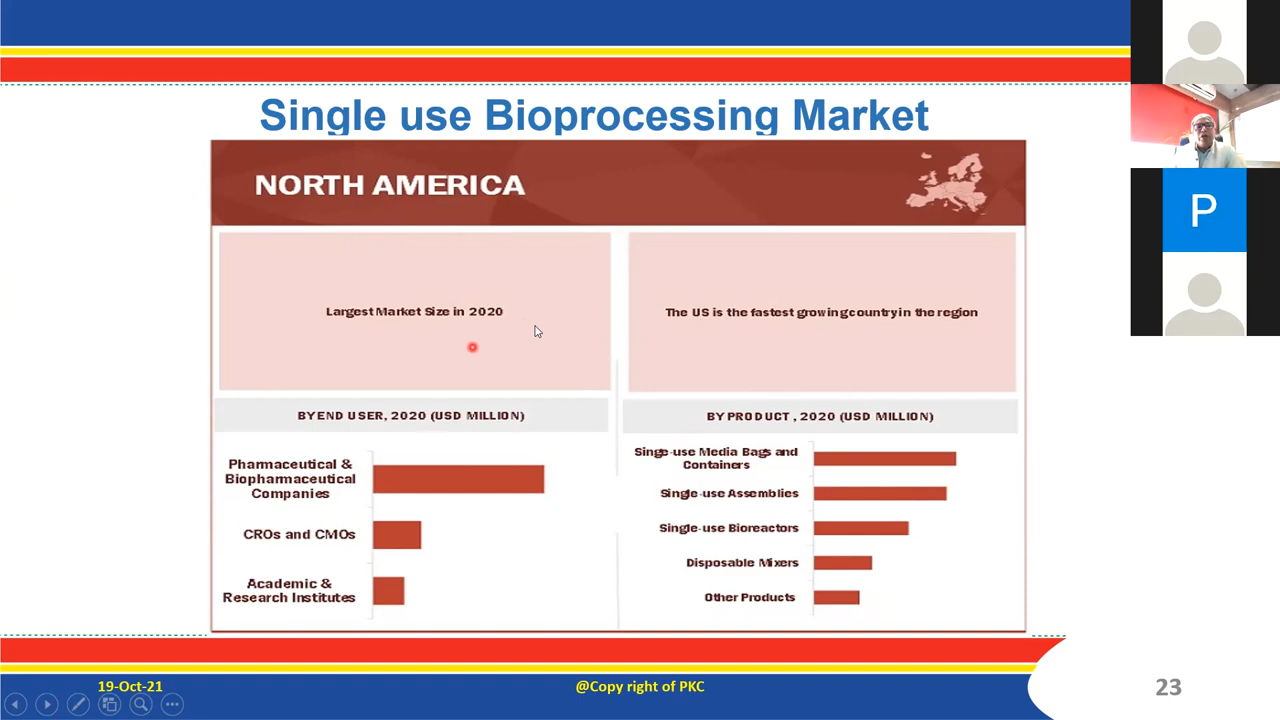 Single use Bioprocessing Market
NORTH AMERICA
Largest Market Size in 2020
The US is the fastest growing country in the region
BY END USER, 2020 (USD MILLION)
Pharmaceutical &
Biopharmaceutical
Companies
CROs and CMOs
Academic &
Research Institutes
BY PRODUCT , 2020 (USD MILLION)
Singe-use Media Bags and
Containers
Single-use Assemblies
Single-use Bioreactors
Disposable Mixers
Other Products
19-Oct-21
@Copy right of PKC
23
P